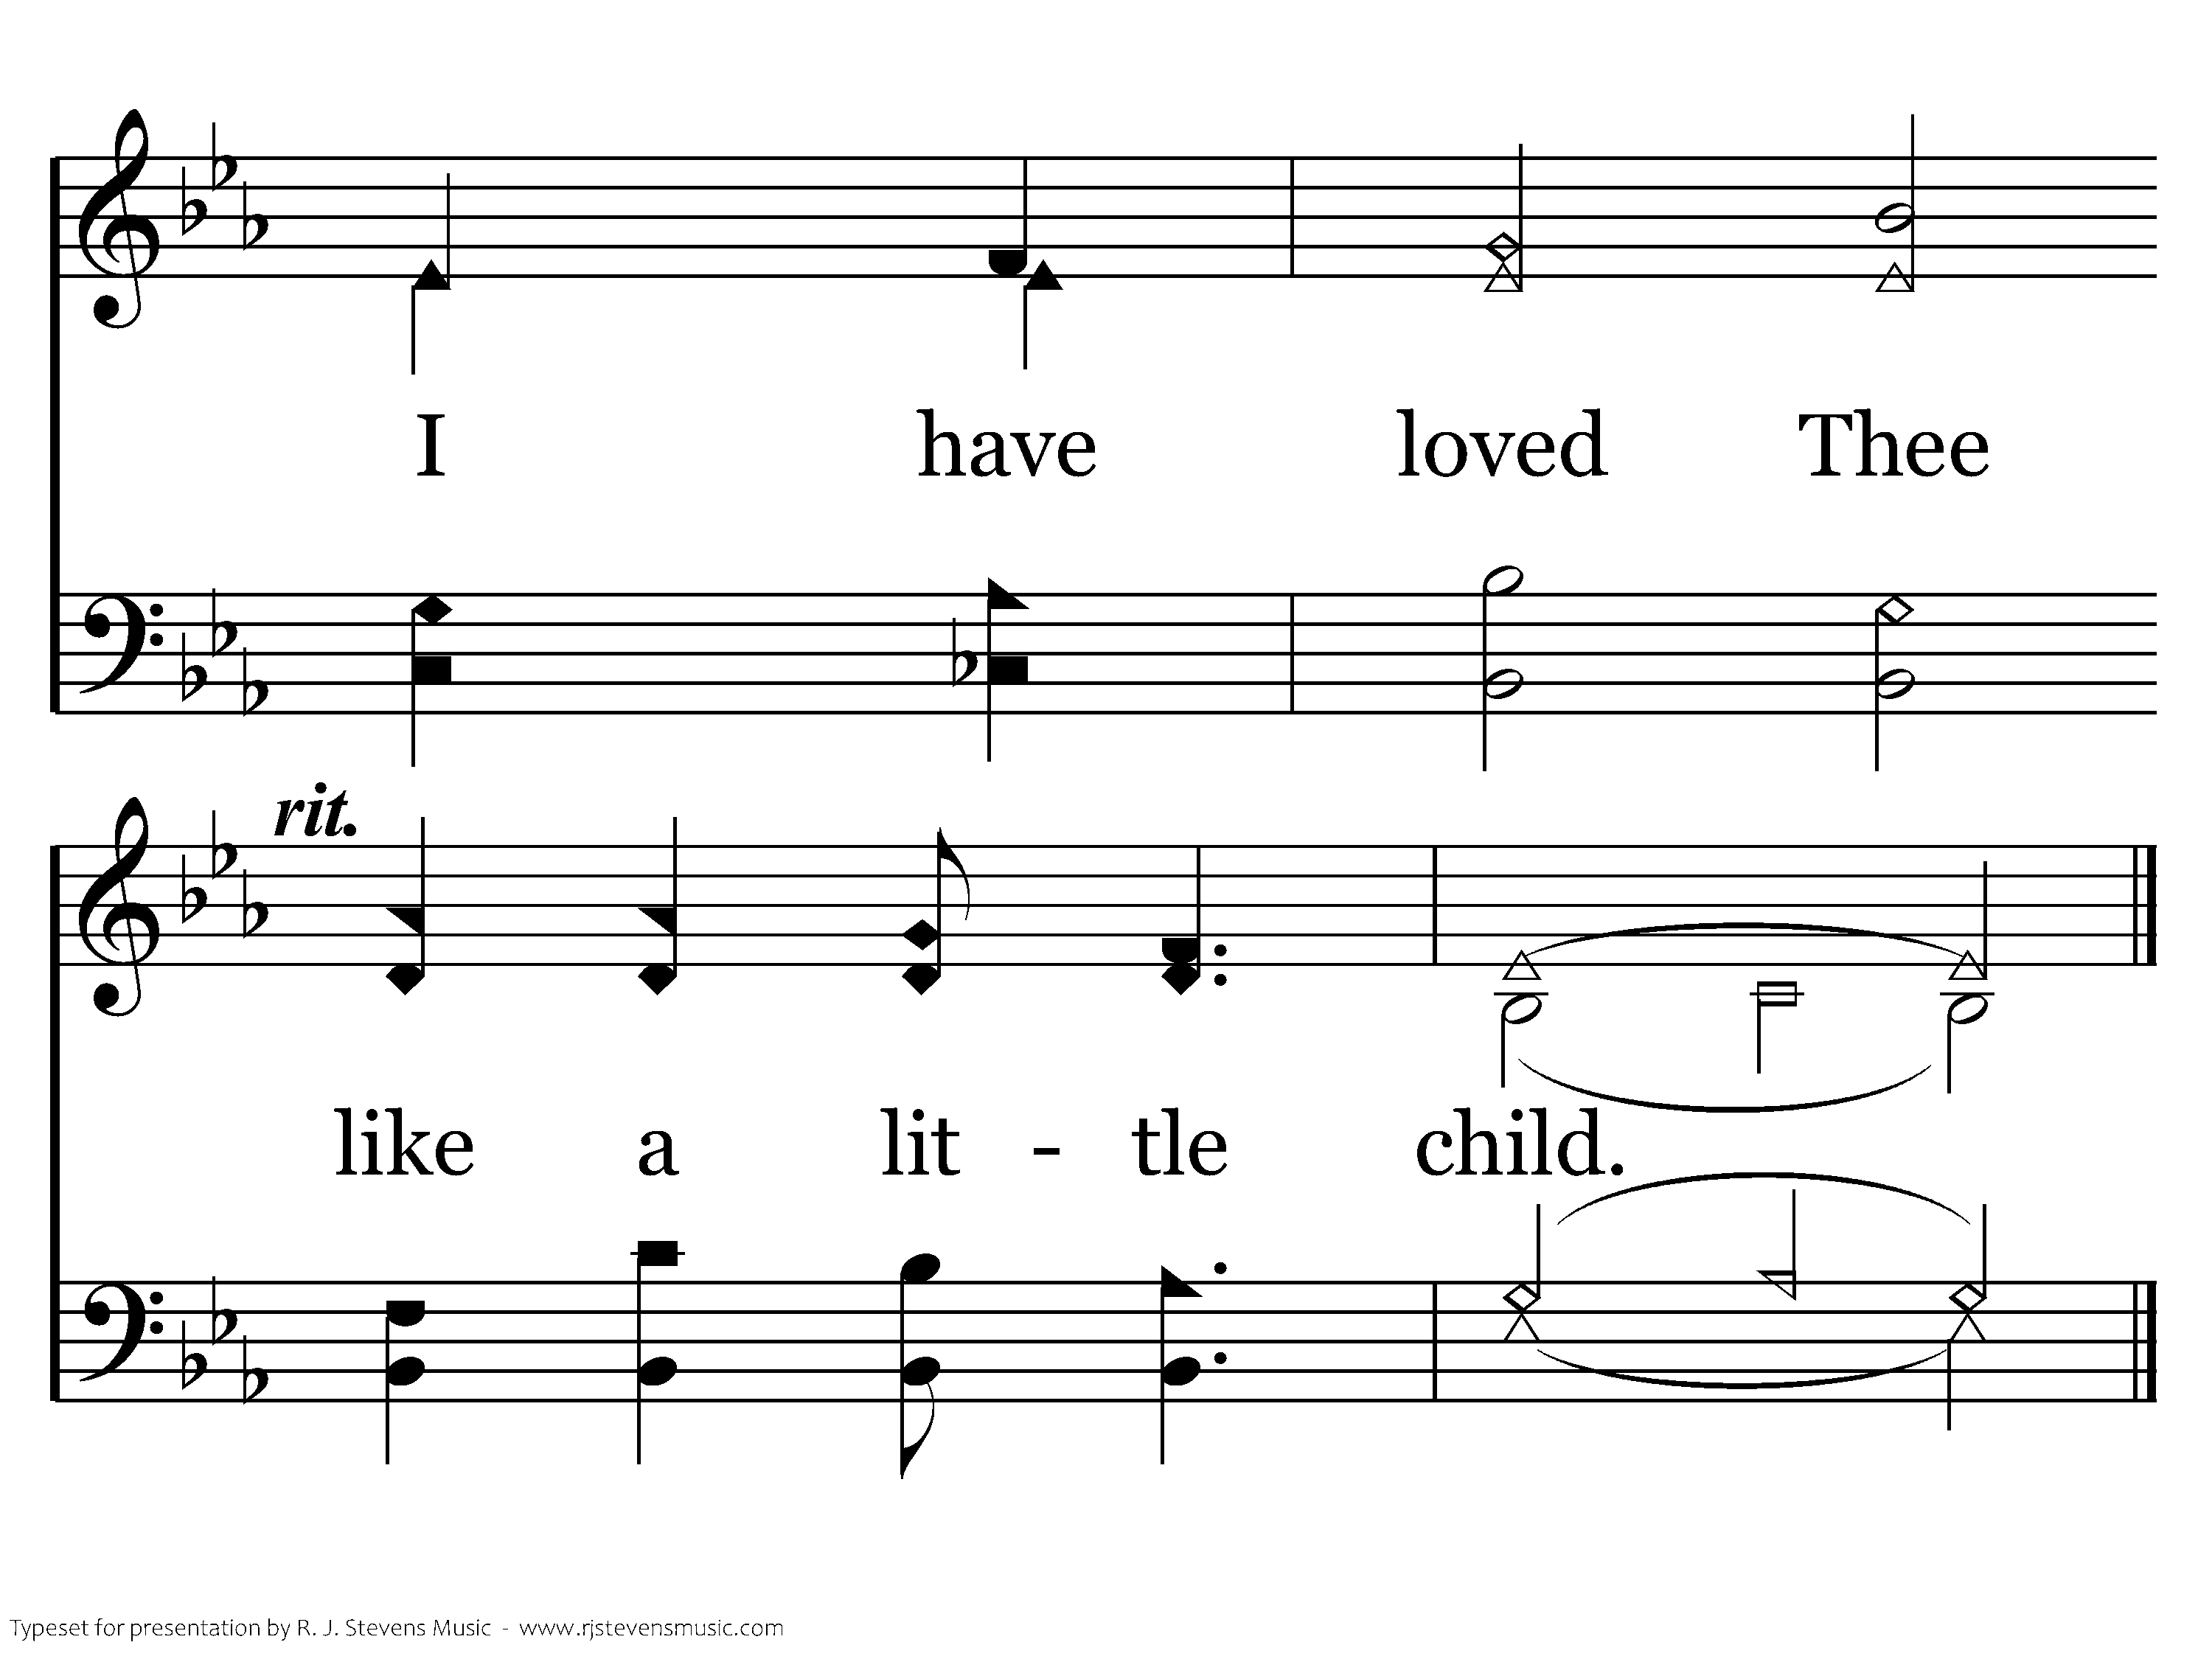 I have loved Thee
rit.
like a lit - tle child.
Typeset for presentation by R. J. Stevens Music - www.rjstevensmusic.com